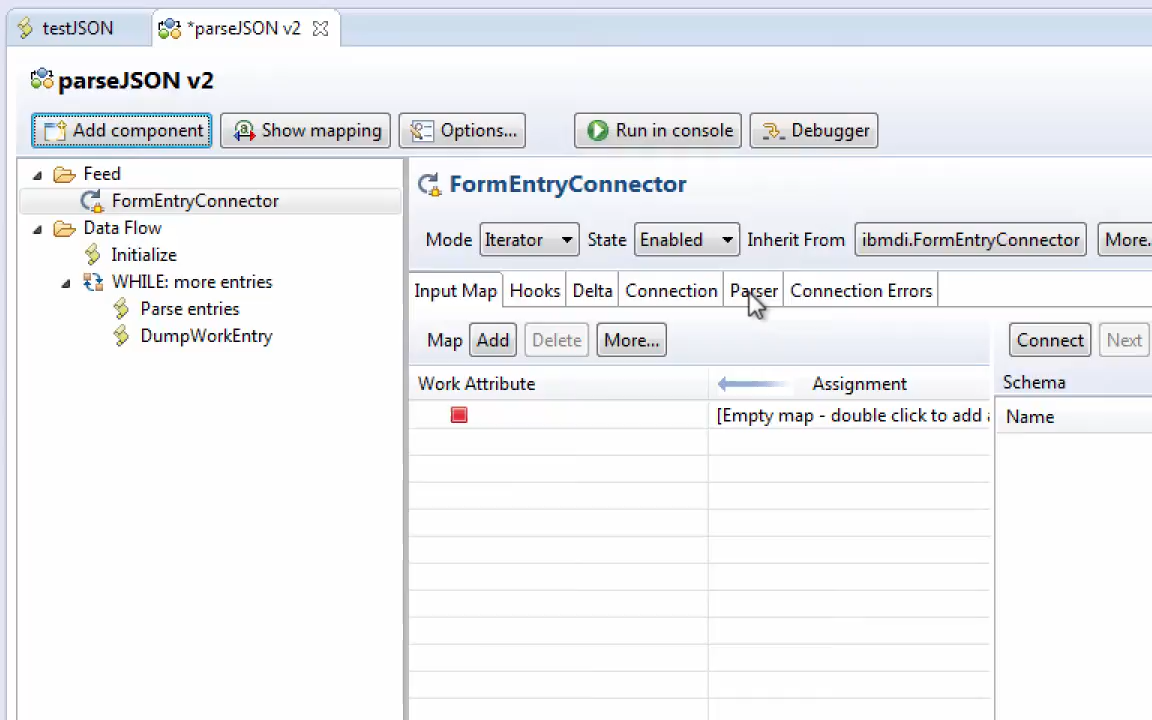 testJSON
*parseJSON v2
parseJSON v2
Add component
Show mapping
Options...
Run in console
Debugger
Feed
FormEntryConnector
Data Flow
Initialize
WHILE: more entries
Parse entries
DumpWorkEntry
FormEntryConnector
Mode Iterator State Enabled Inherit From ibmdi.FormEntryConnector More..
Input Map Hooks Delta Connection Parser Connection Errors
Map Add Delete More... Connect Next
Work Attribute Assignment Schema
[Empty map - double click to add Name